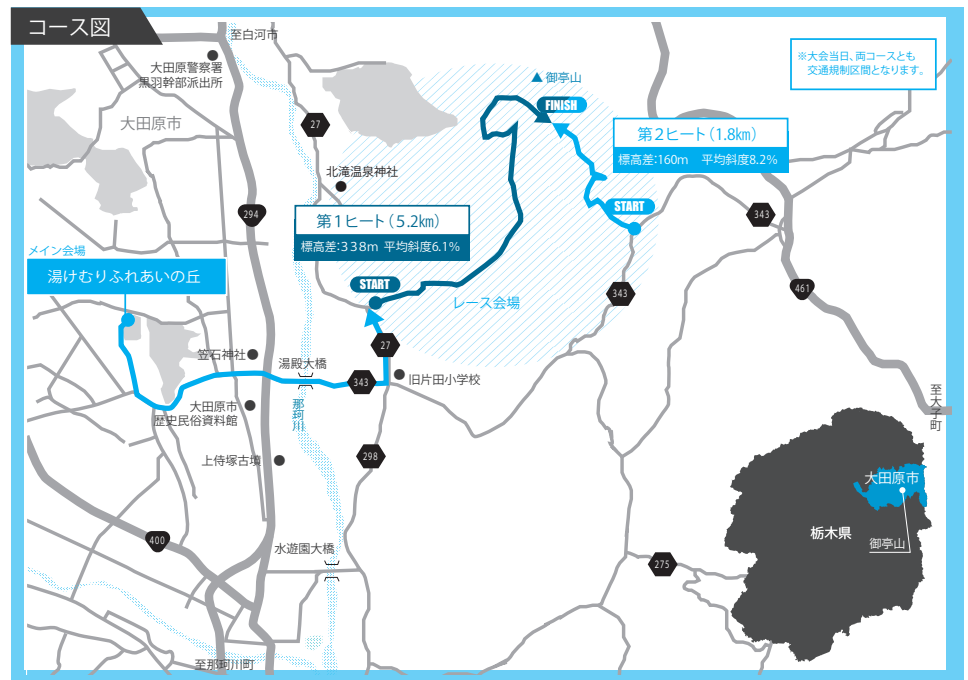 コース図
至白河市
大田原警察署
黒羽幹部派出所
▲御亭山
※大会当日、両コースとも
交通規制区間となります。
FINISH
大田原市
27
第2ヒート(1.8km)
標高差:160m 平均斜度8.2%
北滝温泉神社
294
START
343
第1ヒート(5.2km)
標高差:338m 平均斜度6.1%
メイン会場
湯けむりふれあいの丘
START
レース会場
343
461
笠石神社
27
湯殿大橋
343
旧片田小学校
大田原市
歴史民俗資料館
那珂川
至大子町
上侍塚古墳
298
大田原市
栃木県
御亭山
400
水遊園大橋
275
至那珂川町